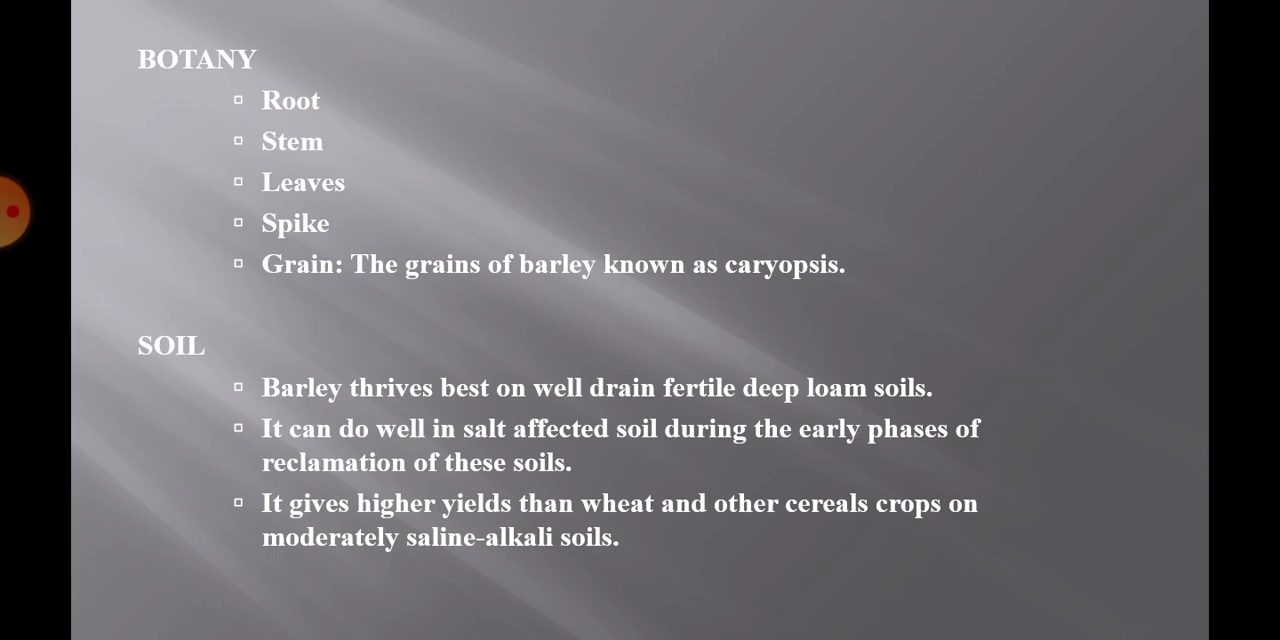 BOTANY
Root
Stem
Leaves
Spike
Grain: The grains of barley known as caryopsis.
SOIL
Barley thrives best on well drain fertile deep loam soils.
It can do well in salt affected soil during the early phases of
reclamation of these soils.
It gives higher yields than wheat and other cereals crops on
moderately saline-alkali soils.